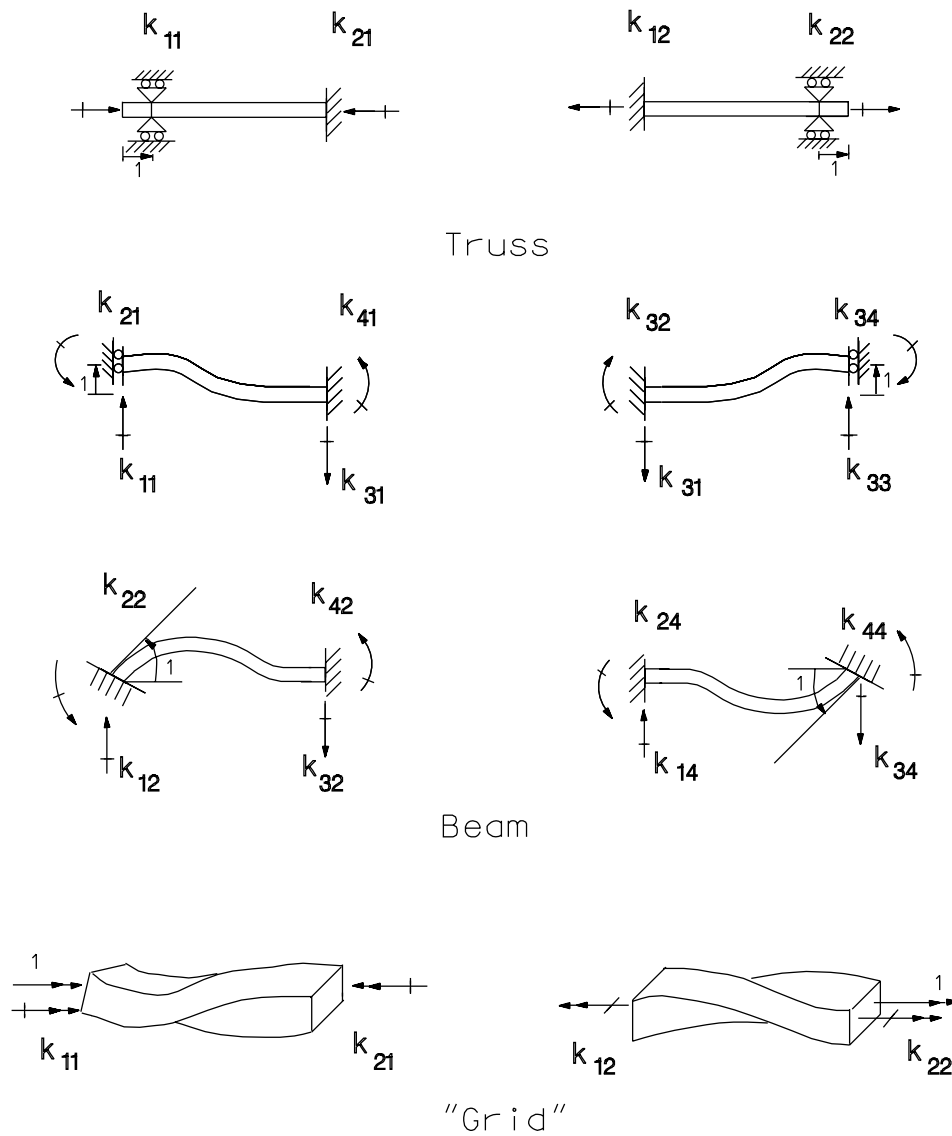 k11 k21 k12 k22
1 1
Truss
k21 k41 k32 k34
1 1
k11 k31 k31 k33
k22 k42 k24 k44
1 1
k12 k32 k14 k34
Beam
1 1
k11 k21 k12 k22
"Grid"